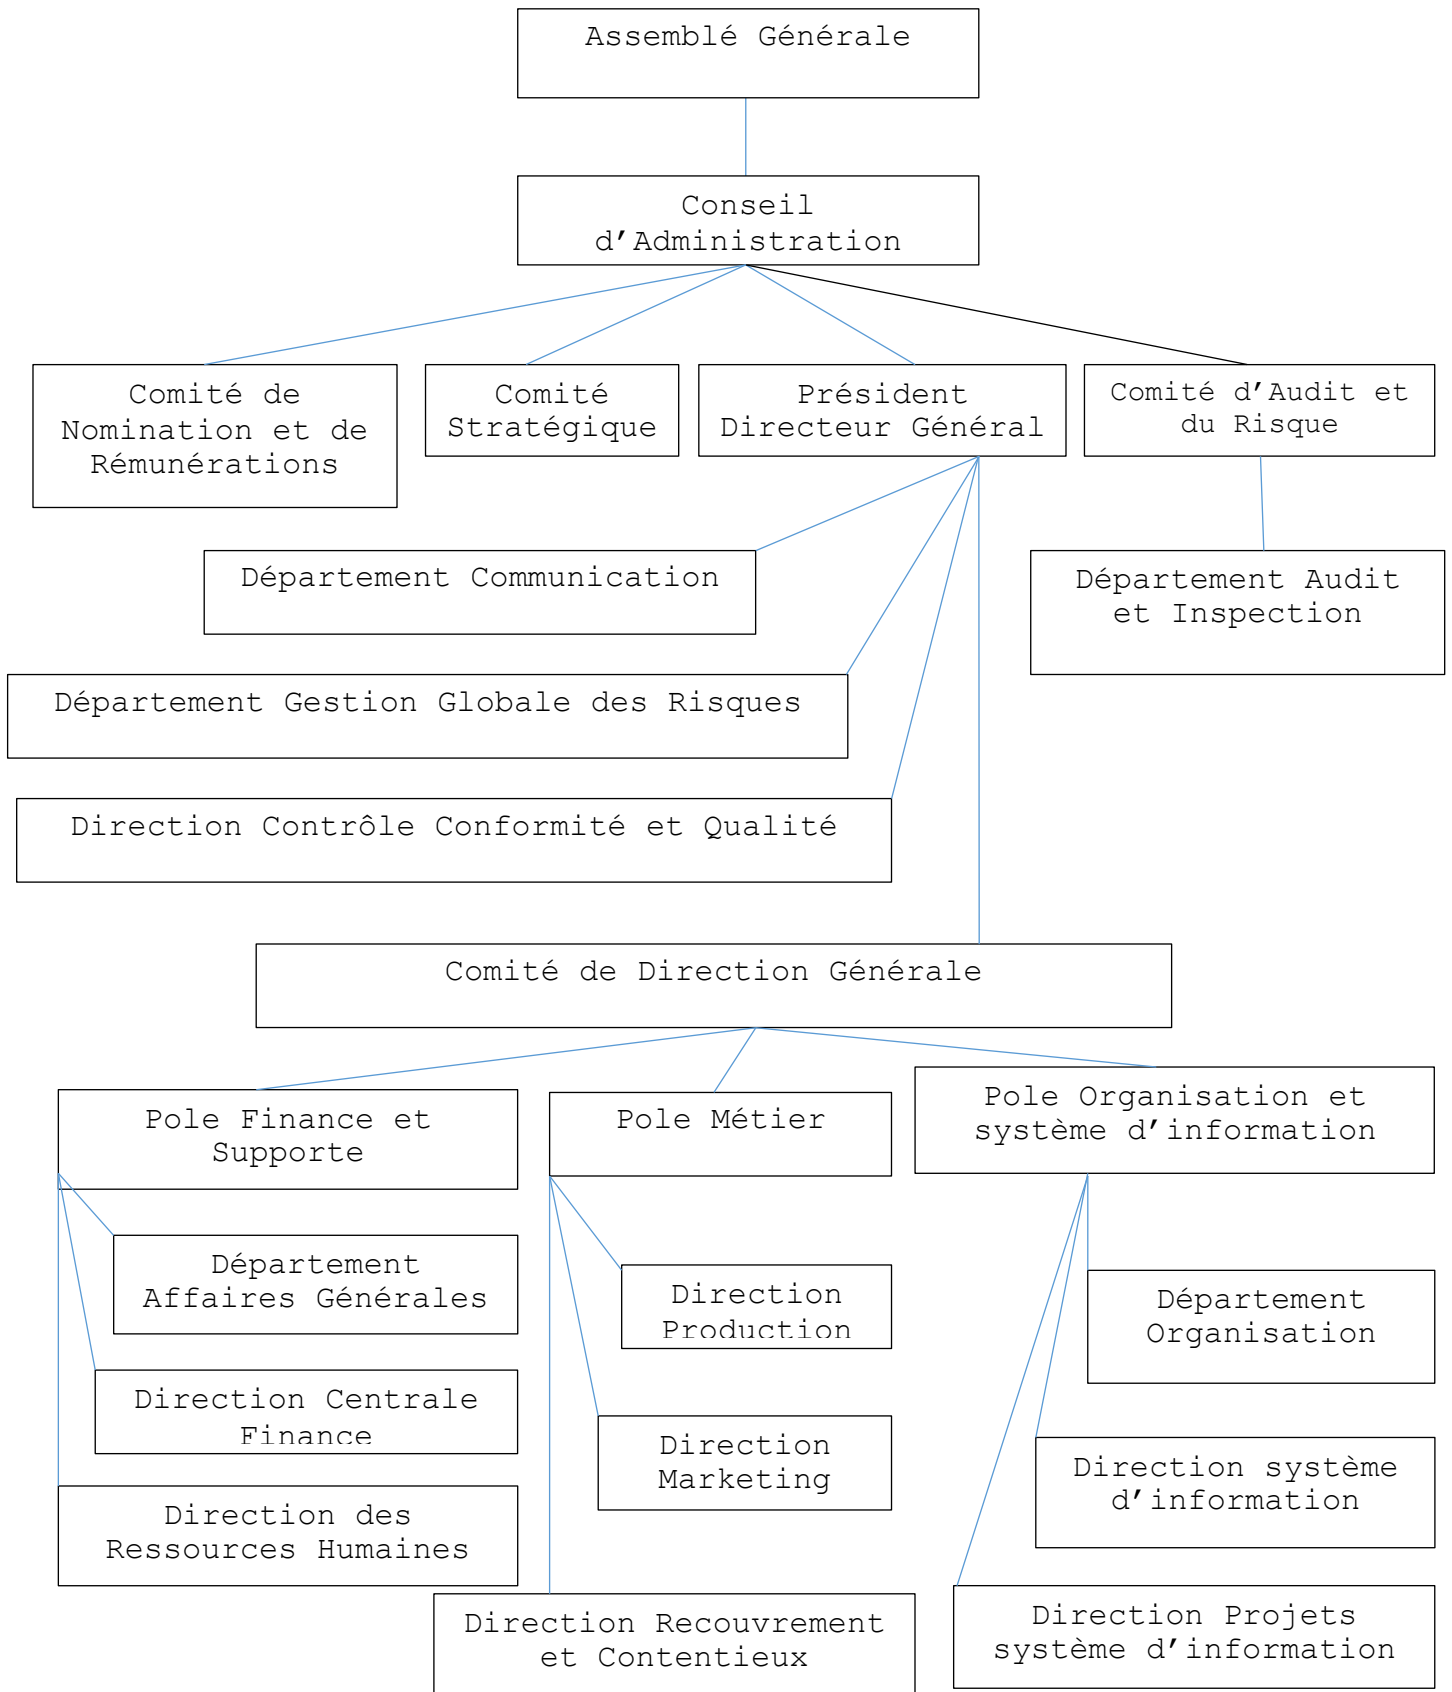 Assemblé Générale
Conseil
d’Administration
Comité de
Nomination et de
Rémunérations
Comité
Stratégique
Président
Directeur Général
Comité d’Audit et
du Risque
Département Communication
Département Audit
et Inspection
Département Gestion Globale des Risques
Direction Contrôle Conformité et Qualité
Comité de Direction Générale
Pole Finance et
Supporte
Pole Métier
Pole Organisation et
système d’information
Département
Affaires Générales
Direction
Production
Département
Organisation
Direction Centrale
Finance
Direction
Marketing
Direction système
d’information
Direction des
Ressources Humaines
Direction Recouvrement
et Contentieux
Direction Projets
système d’information